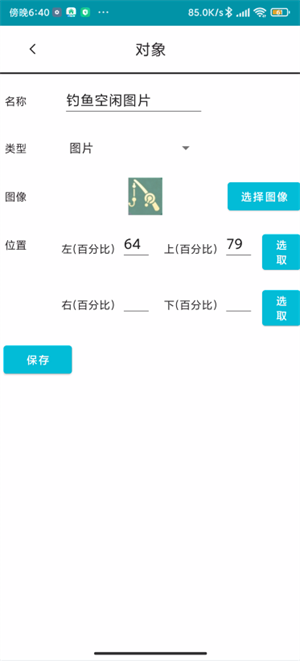 傍晚6:40 ··· 85.0K/s
对象
名称 钓鱼空闲图片
类型 图片
图像 选择图像
位置 左(百分比) 64 上(百分比) 79 选取
右(百分比) 下(百分比) 选取
保存